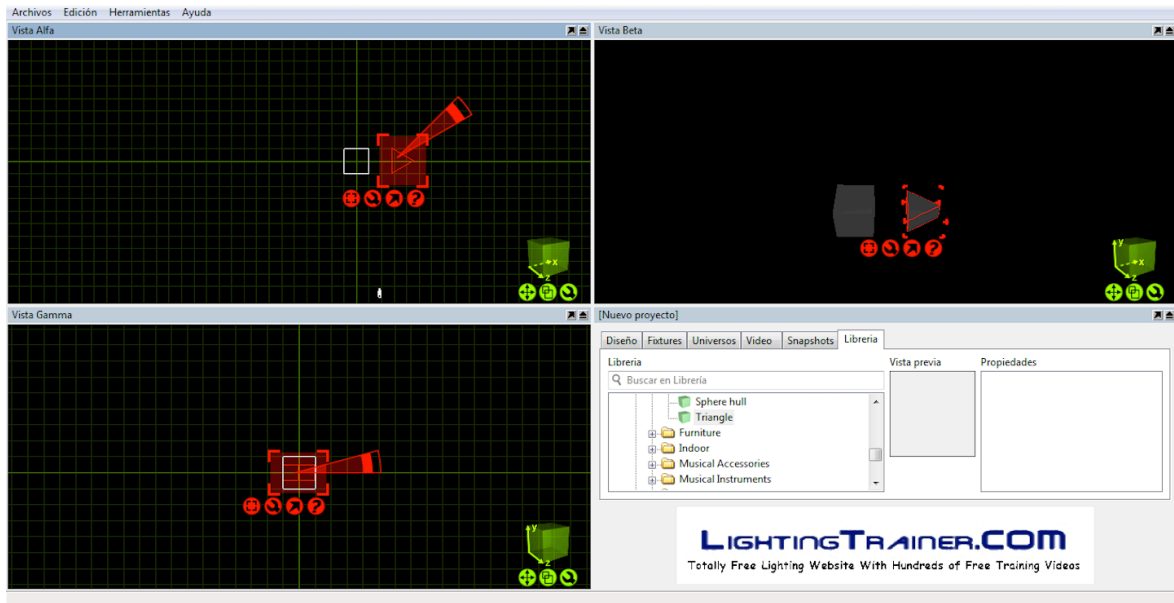 Archivos Edición Herramientas Ayuda
Vista Alfa
Vista Beta
x
z
y
x
z
Vista Gamma
[Nuevo proyecto]
Diseño Fixtures Universos Video Snapshots Libreria
Libreria
Vista previa
Propiedades
Buscar en Librería
Sphere hull
Triangle
Furniture
Indoor
Musical Accessories
Musical Instruments
y
z
LightingTrainer.com
Totally Free Lighting Website With Hundreds of Free Training Videos